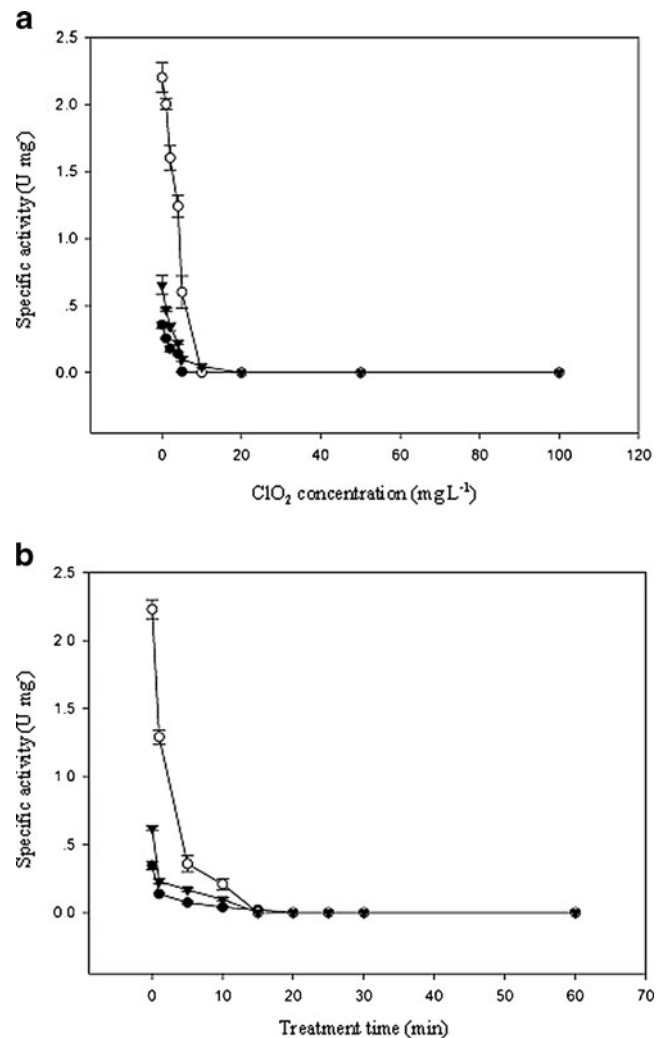 a
2.5
2.0
1.5
1.0
.5
0.0
Specific activity (U mg)
0 20 40 60 80 100 120
ClO₂ concentration (mg L⁻¹)
b
2.5
2 0
1.5
1.0
.5
0 0
Specific activity (U mg)
0 10 20 30 40 50 60 70
Treatment time (min)